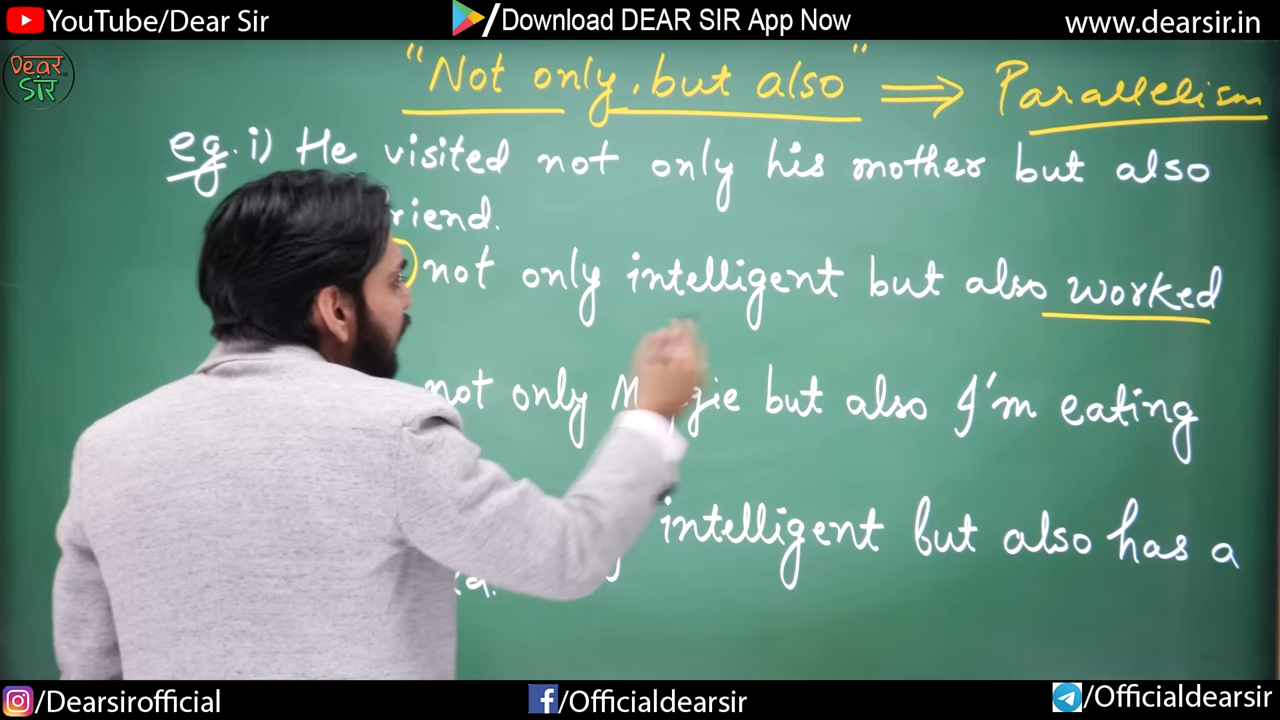 YouTube/Dear Sir
/Download DEAR SIR App Now
www.dearsir.in
Dear
सर
"Not only, but also" ⟹ Parallelism
eg. i) He visited not only his mother but also
riend.
not only intelligent but also worked
not only but also I'm eating
intelligent but also has a
/Dearsirofficial
/Officialdearsir
/Officialdearsir